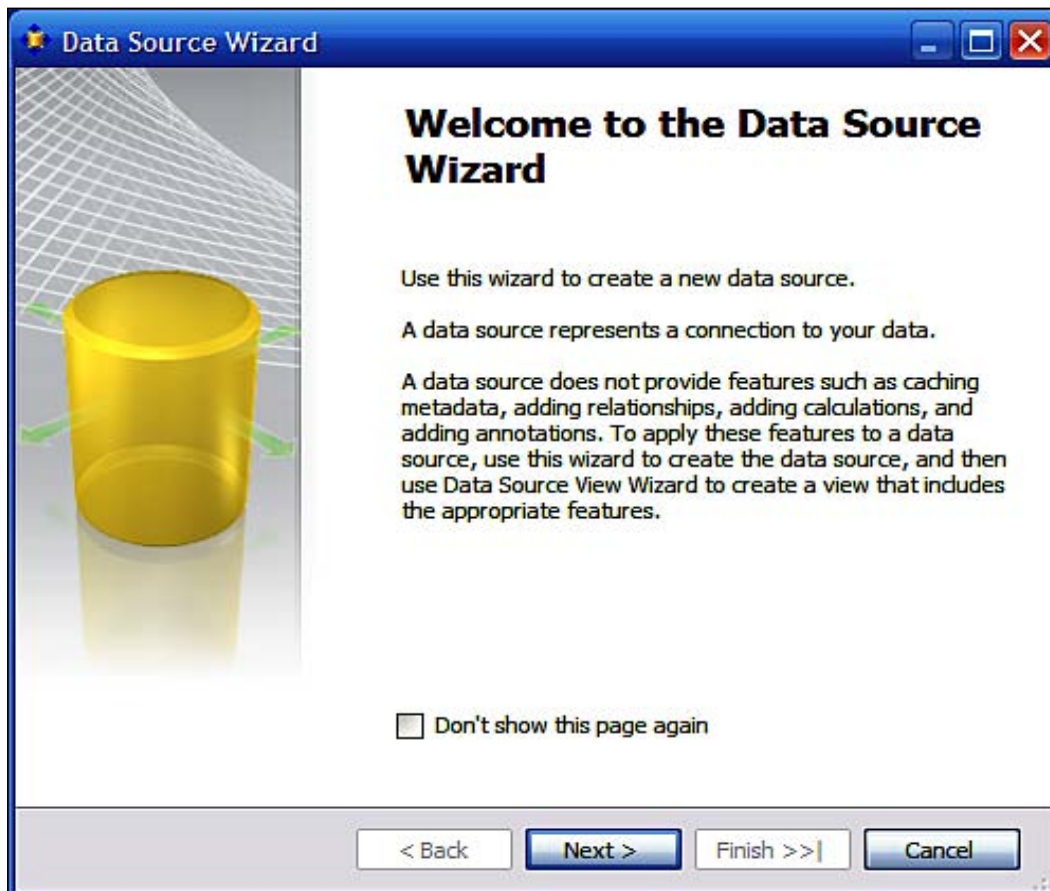 Data Source Wizard
Welcome to the Data Source
Wizard
Use this wizard to create a new data source.
A data source represents a connection to your data.
A data source does not provide features such as caching
metadata, adding relationships, adding calculations, and
adding annotations. To apply these features to a data
source, use this wizard to create the data source, and then
use Data Source View Wizard to create a view that includes
the appropriate features.
Don't show this page again
< Back
Next >
Finish >>|
Cancel